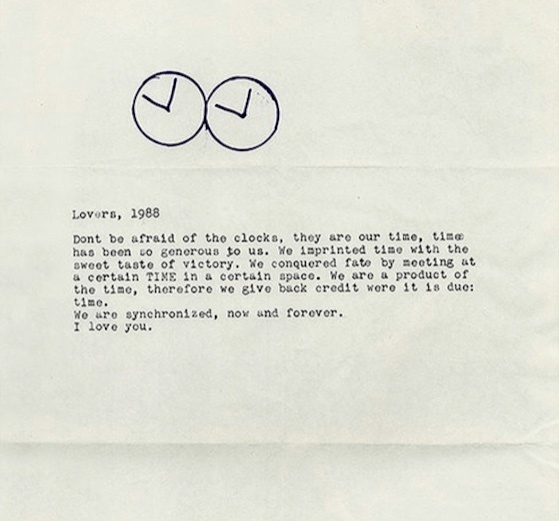 Lovers, 1988
Dont be afraid of the clocks, they are our time, time
has been so generous to us. We imprinted time with the
sweet taste of victory. We conquered fate by meeting at
a certain TIME in a certain space. We are a product of
the time, therefore we give back credit were it is due:
time.
We are synchronized, now and forever.
I love you.